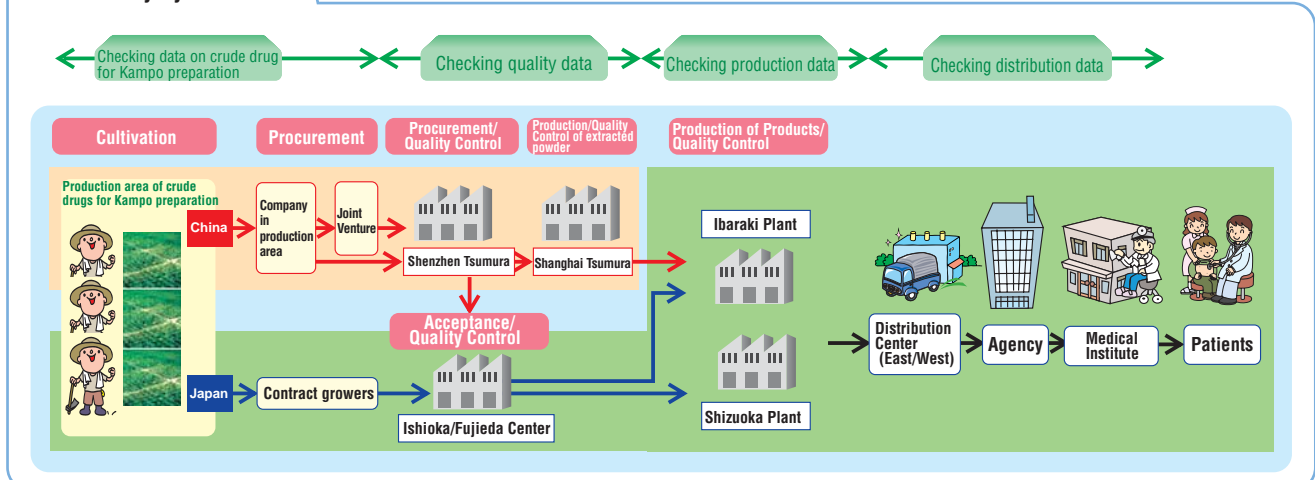 Checking data on crude drug
for Kampo preparation
Checking quality data
Checking production data
Checking distribution data
Cultivation
Procurement
Procurement/
Quality Control
Production/Quality
Control of extracted
powder
Production of Products/
Quality Control
Production area of crude
drugs for Kampo preparation
China
Company
in
production
area
Joint
Venture
Shenzhen Tsumura
Shanghai Tsumura
Ibaraki Plant
Acceptance/
Quality Control
Distribution
Center
(East/West)
Agency
Medical
Institute
Patients
Japan
Contract growers
Ishioka/Fujieda Center
Shizuoka Plant